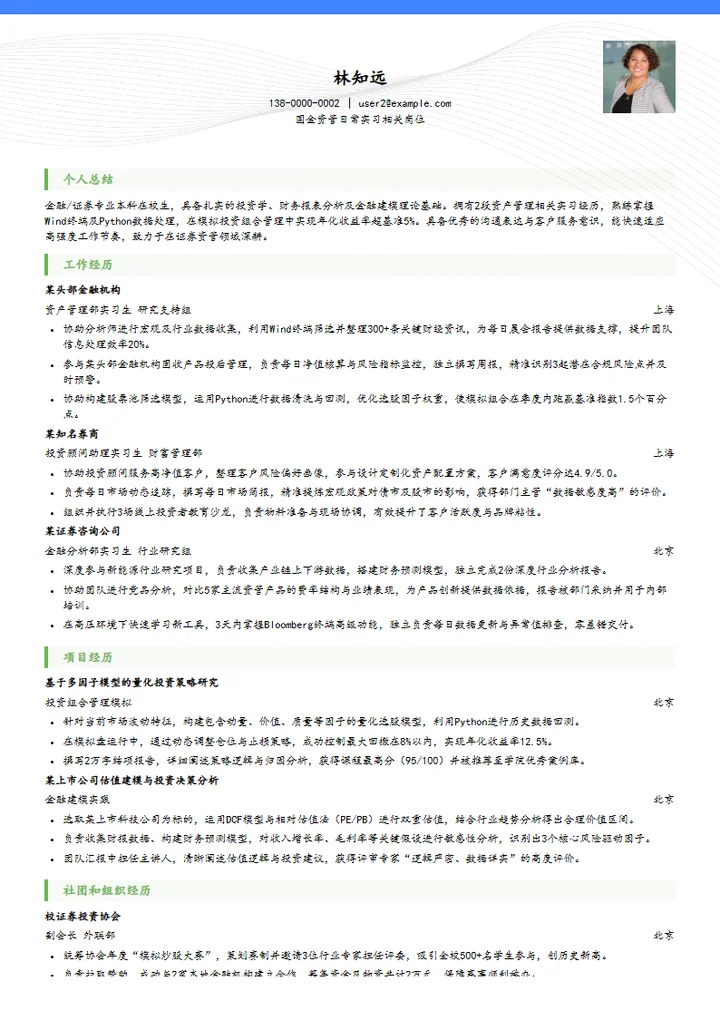 林知远
138-0000-0002 | user2@example.com
国金资管日常实习相关岗位
个人总结
金融/证券专业本科在校生，具备扎实的投资学、财务报表分析及金融建模理论基础。拥有2段资产管理相关实习经历，熟练掌握
Wind终端及Python数据处理，在模拟投资组合管理中实现年化收益率超基准5%。具备优秀的沟通表达与客户服务意识，能快速适应
高强度工作节奏，致力于在证券资管领域深耕。
工作经历
某头部金融机构
资产管理部实习生 研究支持组 上海
• 协助分析师进行宏观及行业数据收集，利用Wind终端筛选并整理300+条关键财经资讯，为每日晨会报告提供数据支撑，提升团队
信息处理效率20%。
• 参与某头部金融机构固收产品投后管理，负责每日净值核算与风险指标监控，独立撰写周报，精准识别3起潜在合规风险点并及
时预警。
• 协助构建股票池筛选模型，运用Python进行数据清洗与回测，优化选股因子权重，使模拟组合在季度内跑赢基准指数1.5个百分
点。
某知名券商
投资顾问助理实习生 财富管理部 上海
• 协助投资顾问服务高净值客户，整理客户风险偏好画像，参与设计定制化资产配置方案，客户满意度评分达4.9/5.0。
• 负责每日市场动态追踪，撰写每日市场简报，精准提炼宏观政策对债市及股市的影响，获得部门主管“数据敏感度高”的评价。
• 组织并执行3场线上投资者教育沙龙，负责物料准备与现场协调，有效提升了客户活跃度与品牌粘性。
某证券咨询公司
金融分析部实习生 行业研究组 北京
• 深度参与新能源行业研究项目，负责收集产业链上下游数据，搭建财务预测模型，独立完成2份深度行业分析报告。
• 协助团队进行竞品分析，对比5家主流资管产品的费率结构与业绩表现，为产品创新提供数据依据，报告被部门采纳并用于内部
培训。
• 在高压环境下快速学习新工具，3天内掌握Bloomberg终端高级功能，独立负责每日数据更新与异常值排查，零差错交付。
项目经历
基于多因子模型的量化投资策略研究
投资组合管理模拟 北京
• 针对当前市场波动特征，构建包含动量、价值、质量等因子的量化选股模型，利用Python进行历史数据回测。
• 在模拟盘运行中，通过动态调整仓位与止损策略，成功控制最大回撤在8%以内，实现年化收益率12.5%。
• 撰写2万字结项报告，详细阐述策略逻辑与归因分析，获得课程最高分（95/100）并被推荐至学院优秀案例库。
某上市公司估值建模与投资决策分析
金融建模实践 北京
• 选取某上市科技公司为标的，运用DCF模型与相对估值法（PE/PB）进行双重估值，结合行业趋势分析得出合理价值区间。
• 负责收集财报数据、构建财务预测模型，对收入增长率、毛利率等关键假设进行敏感性分析，识别出3个核心风险驱动因子。
• 团队汇报中担任主讲人，清晰阐述估值逻辑与投资建议，获得评审专家“逻辑严密、数据详实”的高度评价。
社团和组织经历
校证券投资协会
副会长 外联部 北京
• 统筹协会年度“模拟炒股大赛”，策划赛制并邀请3位行业专家担任评委，吸引全校500+名学生参与，创历史新高。
• 负责拉取赞助，成功与2家本地金融机构建立合作，筹集资金及物资共计2万元，保障赛事顺利举办。